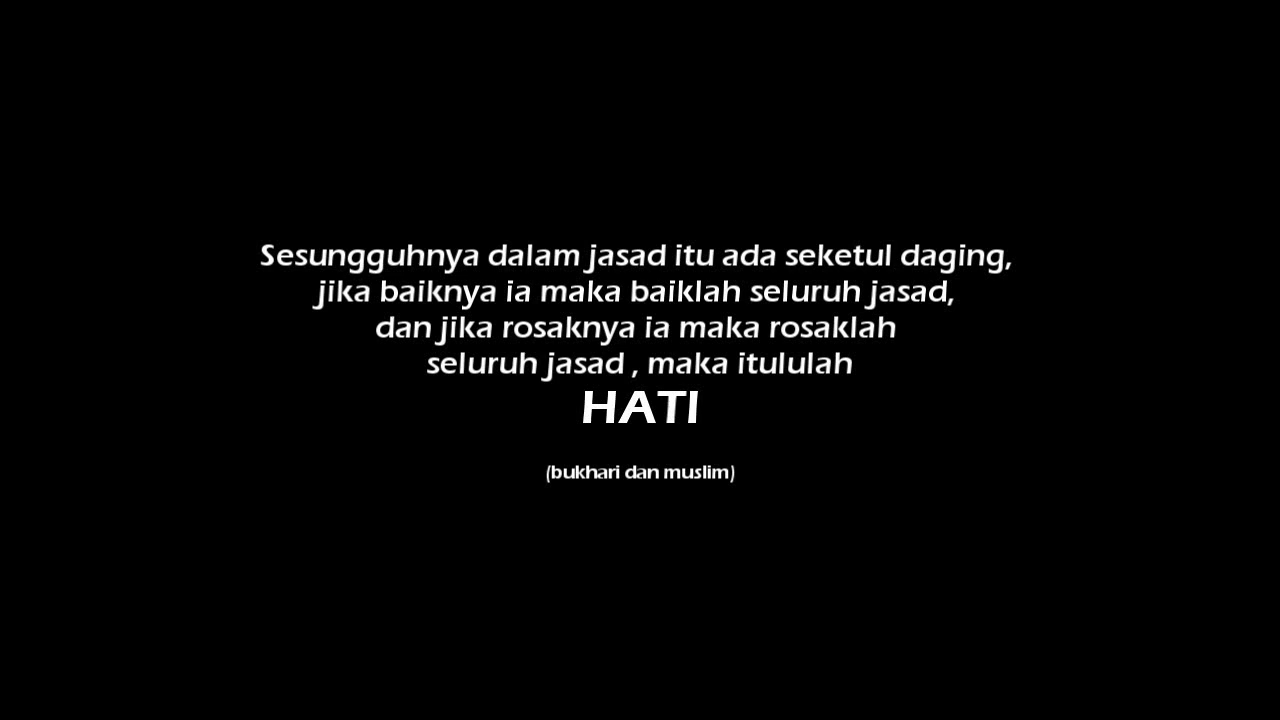 Sesungguhnya dalam jasad itu ada seketul daging,
jika baiknya ia maka baiklah seluruh jasad,
dan jika rosaknya ia maka rosaklah
seluruh jasad , maka itululah
HATI
(bukhari dan muslim)